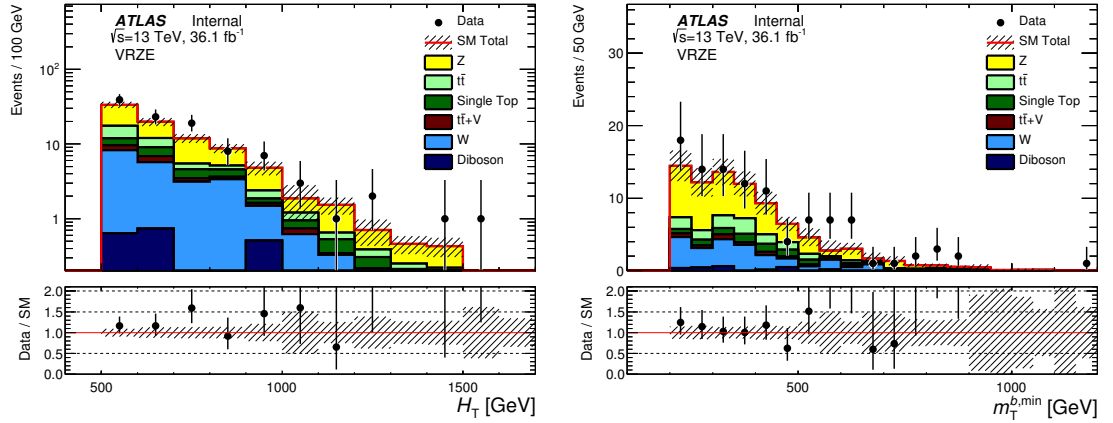 ATLAS Internal
√s=13 TeV, 36.1 fb⁻¹
VRZE
Data
SM Total
Z
tt̄
Single Top
tt̄+V
W
Diboson
Events / 100 GeV
10²
10
1
Data / SM
2.0
1.5
1.0
0.5
0
500 1000 1500
H_T [GeV]
ATLAS Internal
√s=13 TeV, 36.1 fb⁻¹
VRZE
Data
SM Total
Z
tt̄
Single Top
tt̄+V
W
Diboson
Events / 50 GeV
30
20
10
0
Data / SM
2.0
1.5
1.0
0.5
0.0
500 1000
m_T^{b,min} [GeV]